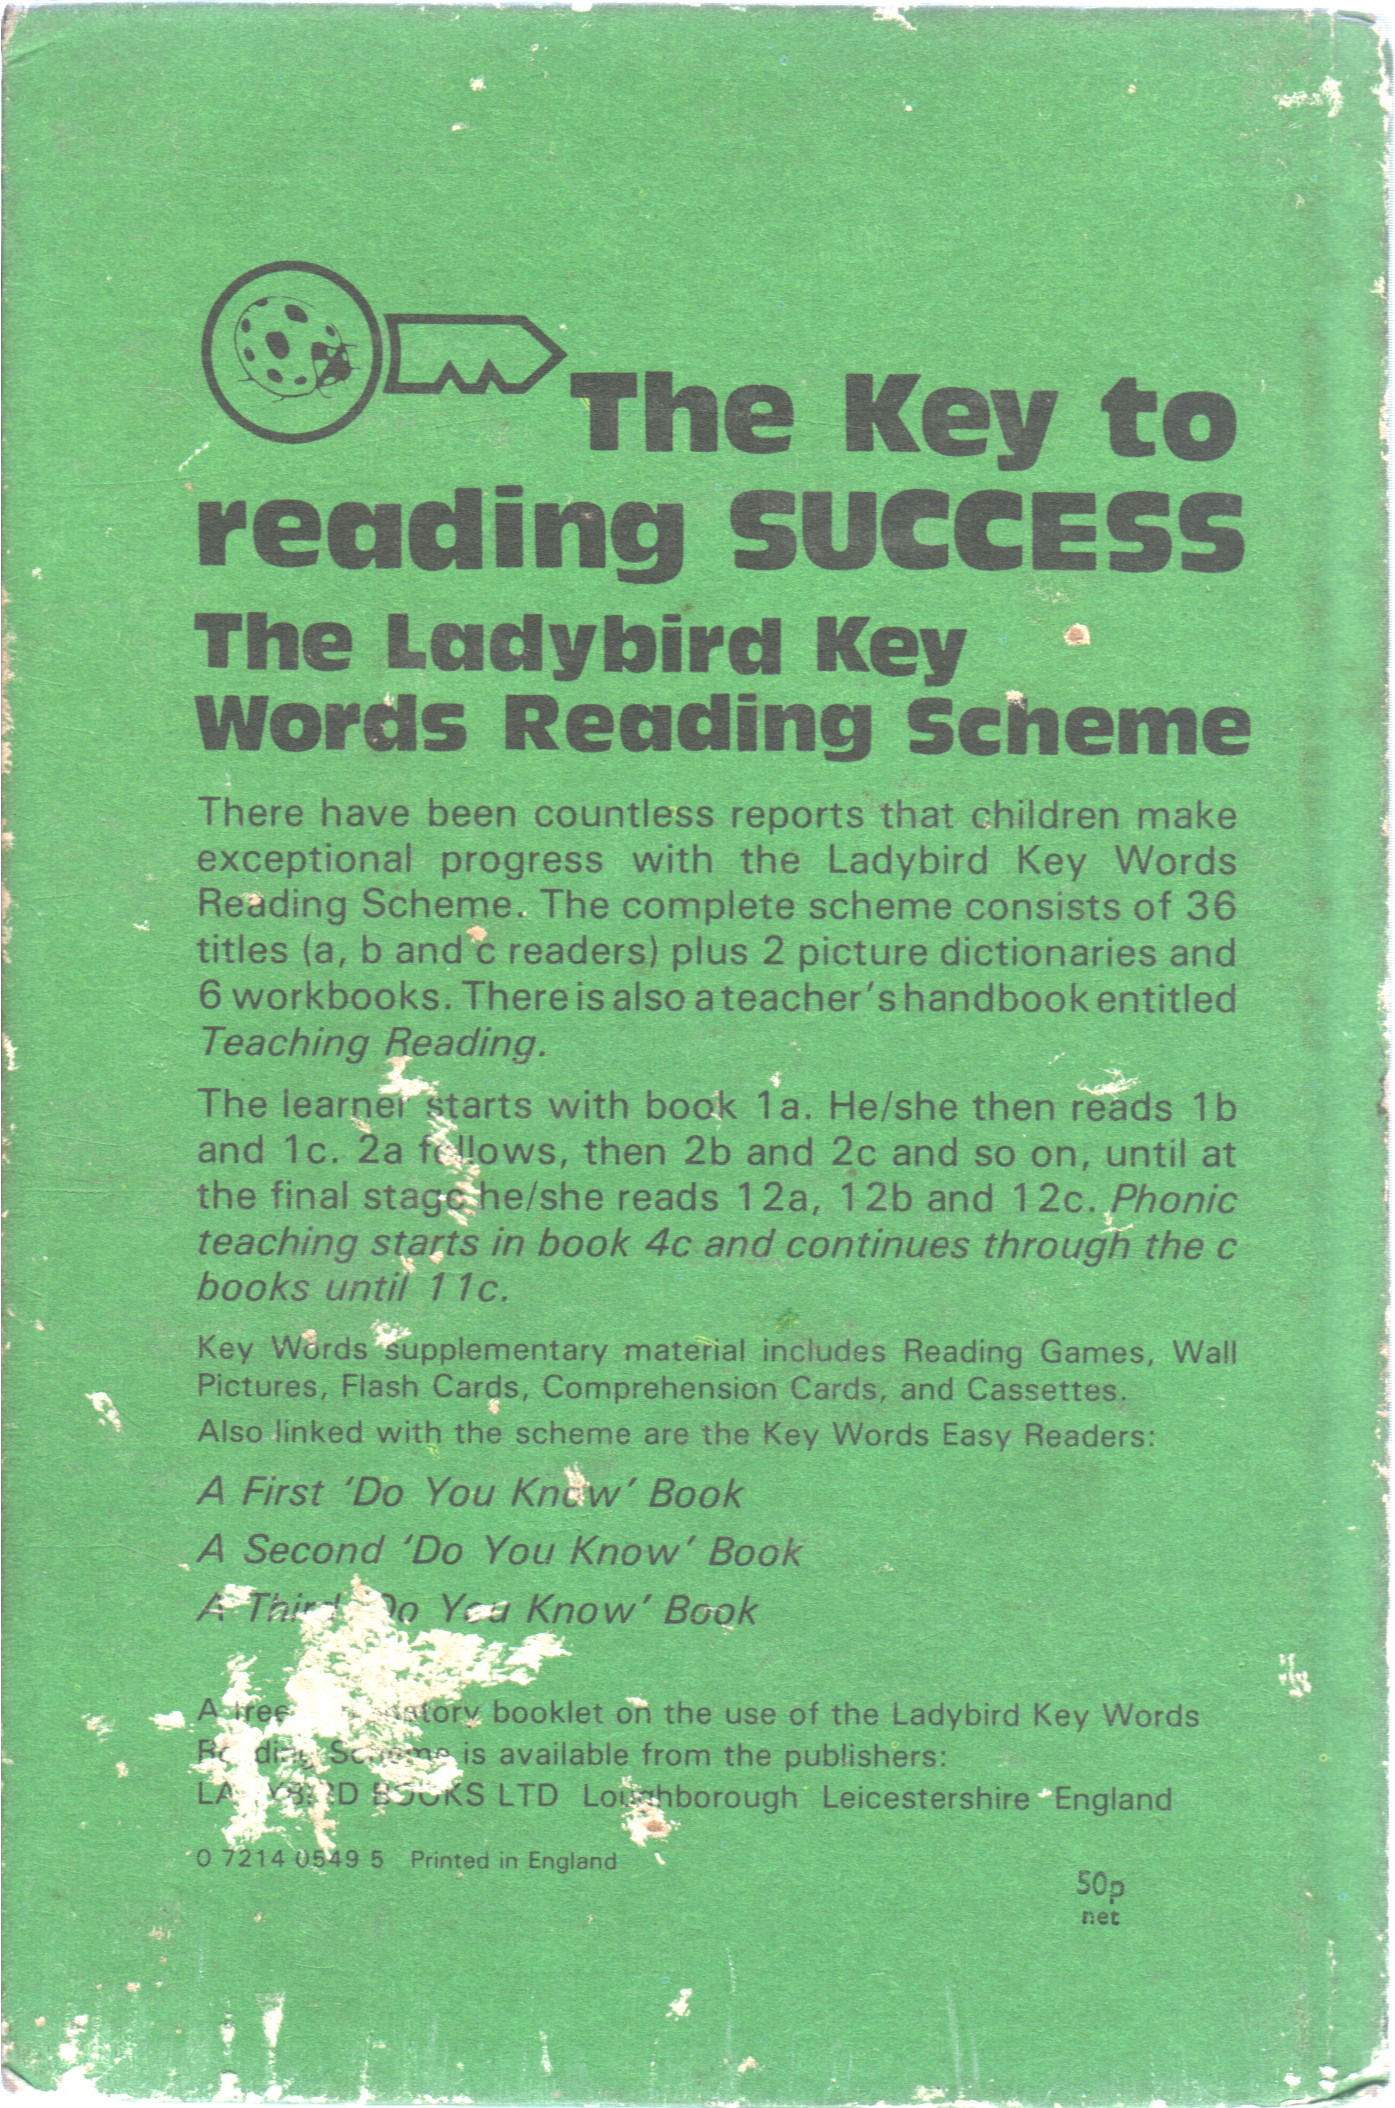 The Key to
reading SUCCESS
The Ladybird Key
Words Reading Scheme
There have been countless reports that children make
exceptional progress with the Ladybird Key Words
Reading Scheme. The complete scheme consists of 36
titles (a, b and c readers) plus 2 picture dictionaries and
6 workbooks. There is also a teacher's handbook entitled
Teaching Reading.
The learner starts with book 1a. He/she then reads 1b
and 1c. 2a follows, then 2b and 2c and so on, until at
the final stage he/she reads 12a, 12b and 12c. Phonic
teaching starts in book 4c and continues through the c
books until 11c.
Key Words supplementary material includes Reading Games, Wall
Pictures, Flash Cards, Comprehension Cards, and Cassettes.
Also linked with the scheme are the Key Words Easy Readers:
A First 'Do You Know' Book
A Second 'Do You Know' Book
A Third 'Do You Know' Book
A free booklet on the use of the Ladybird Key Words
Reading Scheme is available from the publishers:
LADYBIRD BOOKS LTD Loughborough Leicestershire England
0 7214 0549 5 Printed in England
50p
net